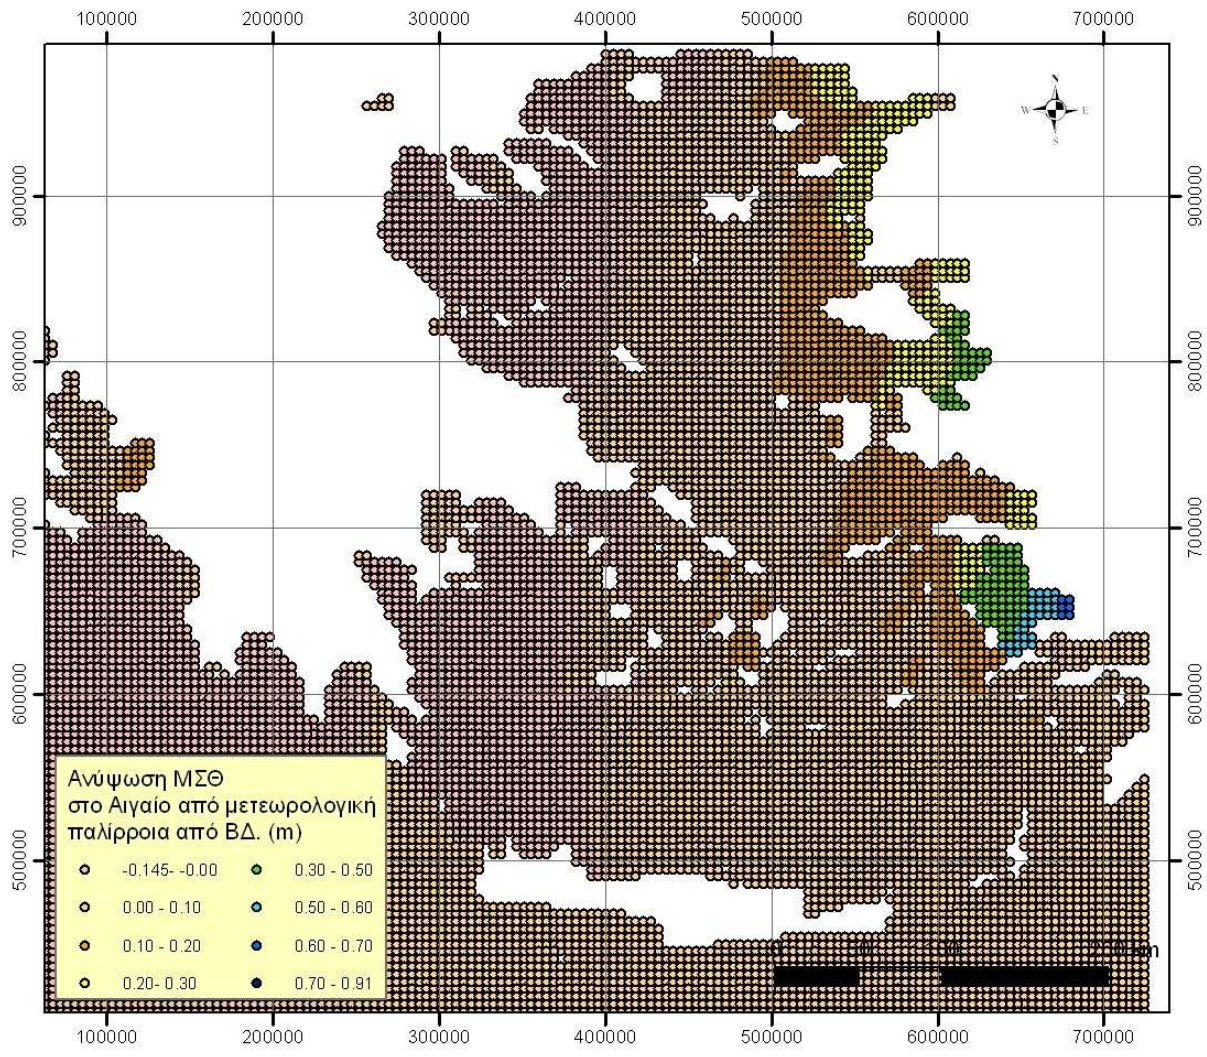 100000 200000 300000 400000 500000 600000 700000
N
W E
S
900000 900000
800000 800000
700000 700000
600000 600000
500000 500000
Ανύψωση ΜΣΘ
στο Αιγαίο από μετεωρολογική
παλίρροια από ΒΔ. (m)
-0.145- -0.00 0.30 - 0.50
0.00 - 0.10 0.50 - 0.60
0.10 - 0.20 0.60 - 0.70
0.20- 0.30 0.70 - 0.91
km
100000 200000 300000 400000 500000 600000 700000